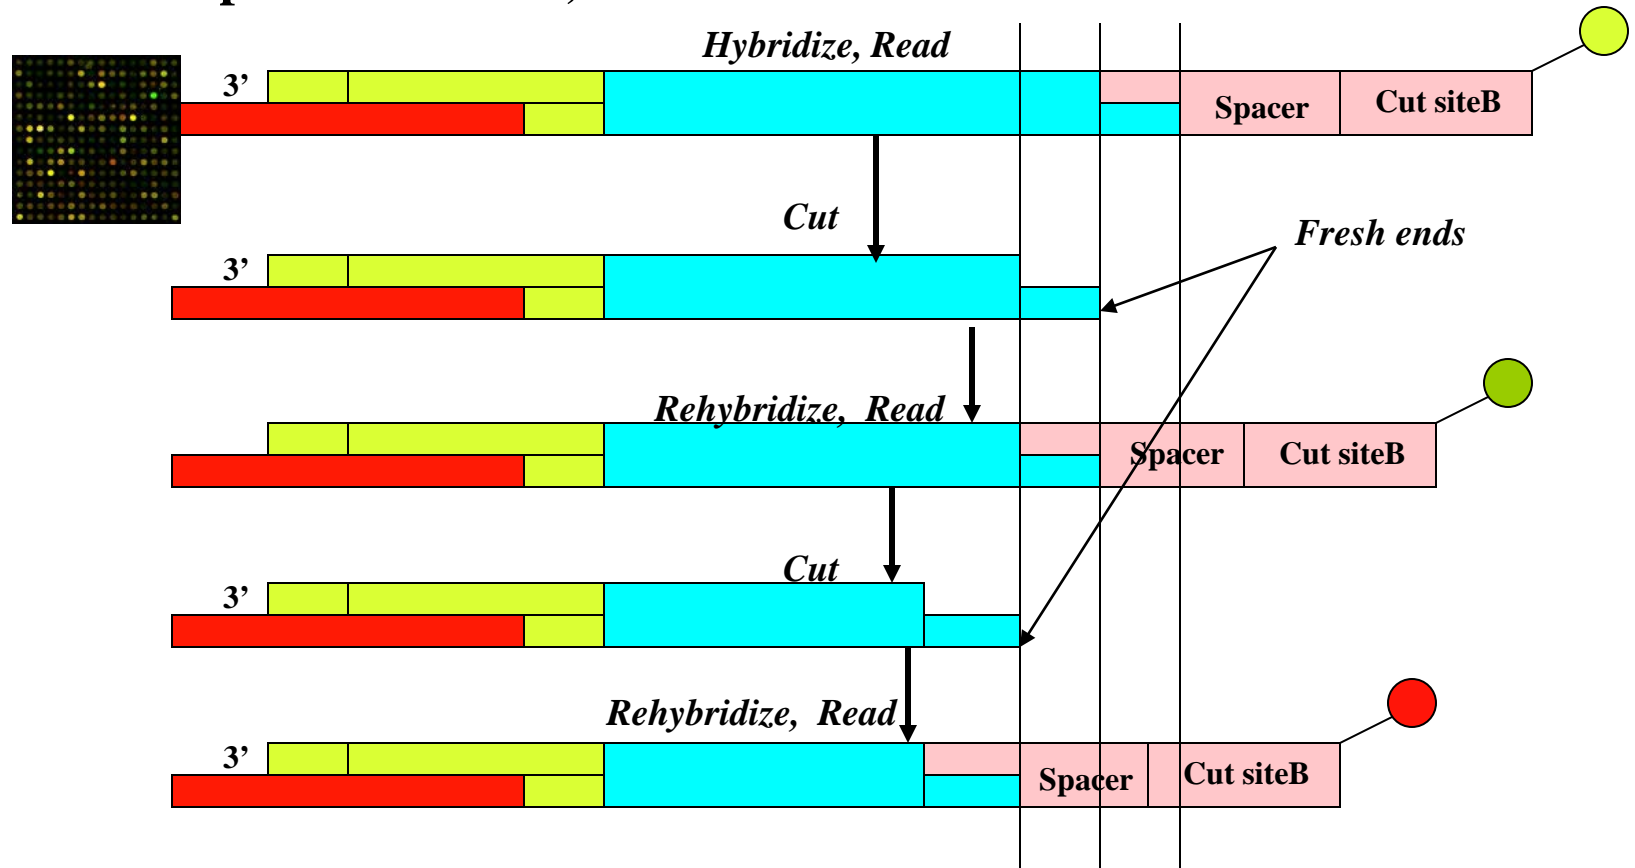 Hybridize, Read
3’
Spacer
Cut siteB
Cut
Fresh ends
3’
Rehybridize, Read
Spacer
Cut siteB
Cut
3’
Rehybridize, Read
3’
Spacer
Cut siteB